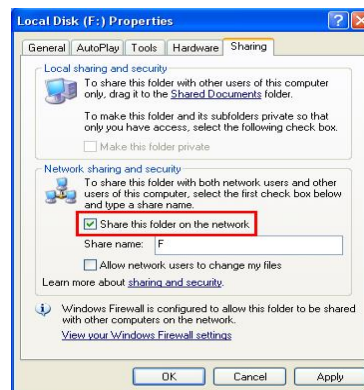 Local Disk (F:) Properties
General AutoPlay Tools Hardware Sharing
Local sharing and security
To share this folder with other users of this computer
only, drag it to the Shared Documents folder.
To make this folder and its subfolders private so that
only you have access, select the following check box.
Make this folder private
Network sharing and security
To share this folder with both network users and other
users of this computer, select the first check box below
and type a share name.
Share this folder on the network
Share name: F
Allow network users to change my files
Learn more about sharing and security.
Windows Firewall is configured to allow this folder to be shared
with other computers on the network.
View your Windows Firewall settings
OK Cancel Apply